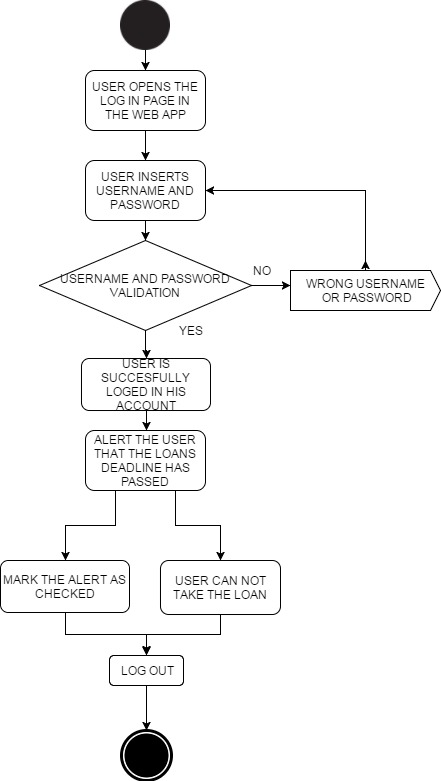 USER OPENS THE
LOG IN PAGE IN
THE WEB APP
USER INSERTS
USERNAME AND
PASSWORD
USERNAME AND PASSWORD
VALIDATION
NO
WRONG USERNAME
OR PASSWORD
YES
USER IS
SUCCESFULLY
LOGED IN HIS
ACCOUNT
ALERT THE USER
THAT THE LOANS
DEADLINE HAS
PASSED
MARK THE ALERT AS
CHECKED
USER CAN NOT
TAKE THE LOAN
LOG OUT